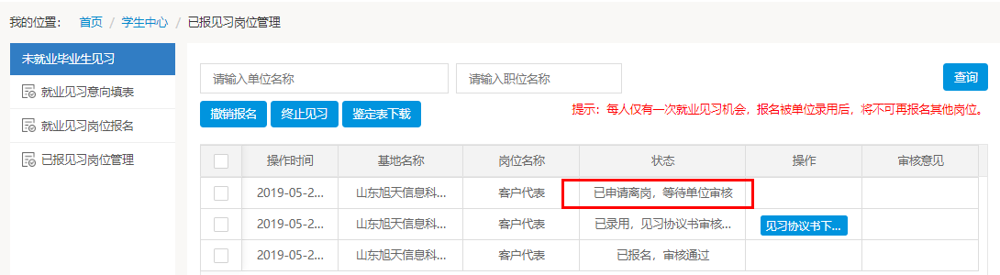 我的位置： 首页 / 学生中心 / 已报见习岗位管理
未就业毕业生见习
就业见习意向填表
就业见习岗位报名
已报见习岗位管理
请输入单位名称 请输入职位名称 查询
撤销报名 终止见习 鉴定表下载
提示：每人仅有一次就业见习机会，报名被单位录用后，将不可再报名其他岗位。
操作时间 基地名称 岗位名称 状态 操作 审核意见
2019-05-2... 山东旭天信息科... 客户代表 已申请离岗，等待单位审核
2019-05-2... 山东旭天信息科... 客户代表 已录用，见习协议书审核... 见习协议书下...
2019-05-2... 山东旭天信息科... 客户代表 已报名，审核通过